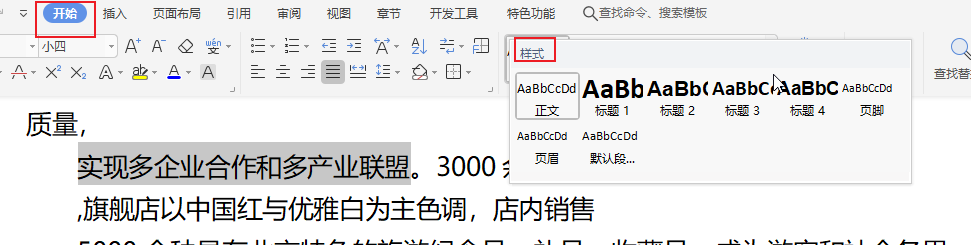 开始 插入 页面布局 引用 审阅 视图 章节 开发工具 特色功能 查找命令、搜索模板
小四 A⁺ A⁻ wén 文
样式
A X² X₂ A A A 查找替
AaBbCcDd AaBb AaBbC AaBbC AaBbC AaBbCcDd
正文 标题 1 标题 2 标题 3 标题 4 页脚
AaBbCcDd AaBbCcDd
页眉 默认段...
质量，
实现多企业合作和多产业联盟。3000
,旗舰店以中国红与优雅白为主色调，店内销售